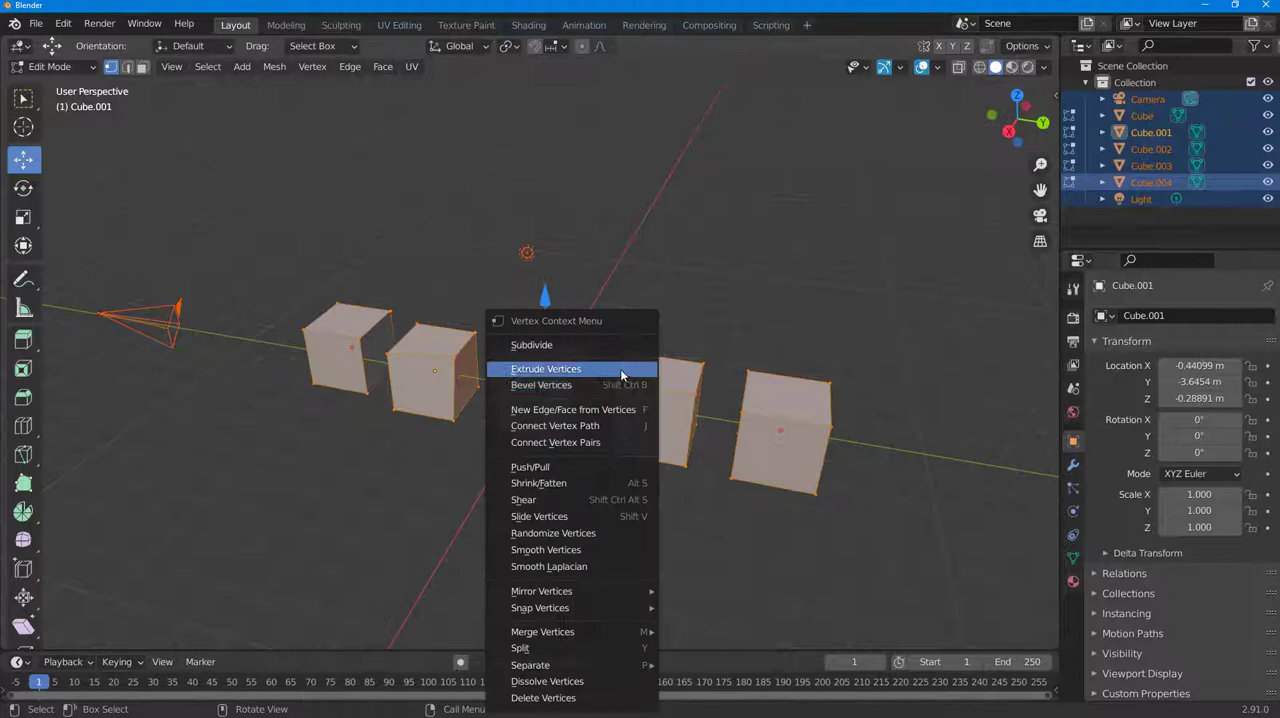 Blender
File Edit Render Window Help Layout Modeling Sculpting UV Editing Texture Paint Shading Animation Rendering Compositing Scripting + Scene View Layer
Orientation: Default Drag: Select Box Global X Y Z Options
Edit Mode View Select Add Mesh Vertex Edge Face UV
User Perspective
(1) Cube.001
Z
Y
X
Scene Collection
Collection
Camera
Cube
Cube.001
Cube.002
Cube.003
Cube.004
Light
Vertex Context Menu
Subdivide
Extrude Vertices
Bevel Vertices Shift Ctrl B
New Edge/Face from Vertices F
Connect Vertex Path J
Connect Vertex Pairs
Push/Pull
Shrink/Fatten Alt S
Shear Shift Ctrl Alt S
Slide Vertices Shift V
Randomize Vertices
Smooth Vertices
Smooth Laplacian
Mirror Vertices
Snap Vertices
Merge Vertices M
Split Y
Separate P
Dissolve Vertices
Delete Vertices
Cube.001
Cube.001
Transform
Location X -0.44099 m
Y -3.6454 m
Z -0.28891 m
Rotation X 0°
Y 0°
Z 0°
Mode XYZ Euler
Scale X 1.000
Y 1.000
Z 1.000
Delta Transform
Relations
Collections
Instancing
Motion Paths
Visibility
Viewport Display
Custom Properties
Playback Keying View Marker 1 Start 1 End 250
-5 1 5 10 15 20 25 30 35 40 45 50 55 60 65 70 75 80 85 90 95 100 105 110 160 165 170 175 180 185 190 195 200 205 210 215 220 225 230 235 240 245 250 255
Select Box Select Rotate View Call Menu 2.91.0